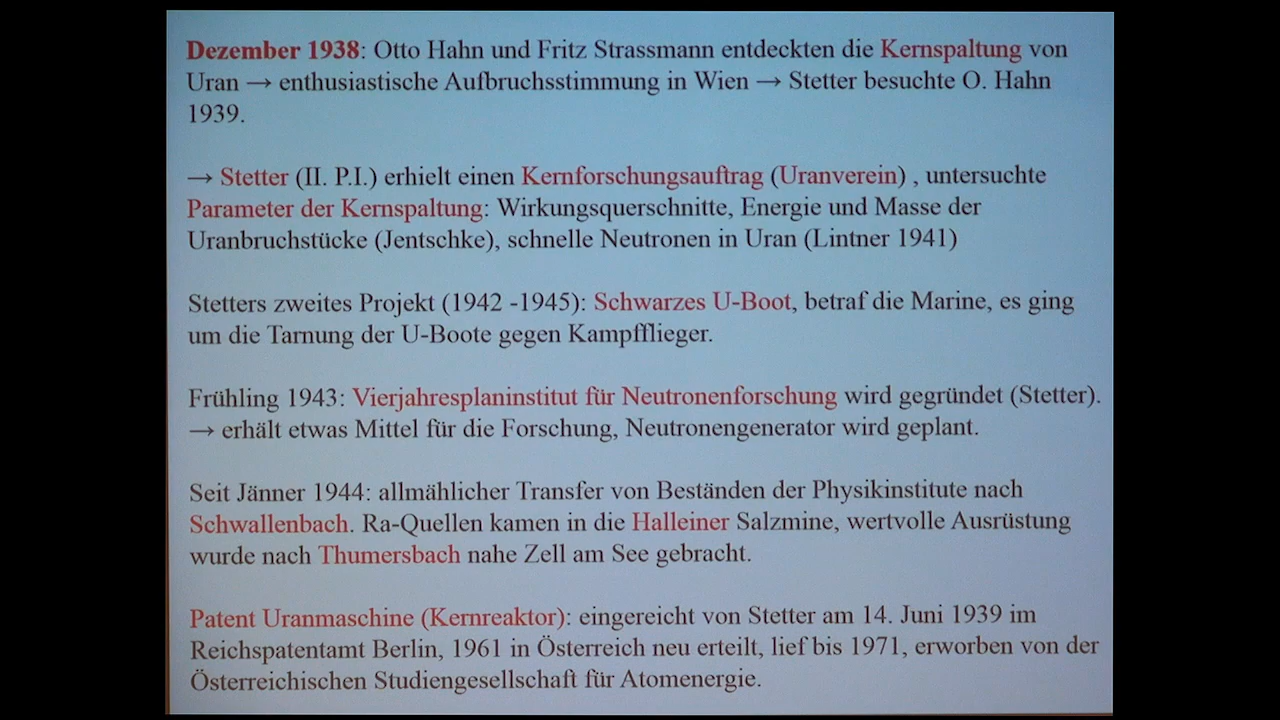 Dezember 1938: Otto Hahn und Fritz Strassmann entdeckten die Kernspaltung von
Uran → enthusiastische Aufbruchsstimmung in Wien → Stetter besuchte O. Hahn
1939.
→ Stetter (II. P.I.) erhielt einen Kernforschungsauftrag (Uranverein) , untersuchte
Parameter der Kernspaltung: Wirkungsquerschnitte, Energie und Masse der
Uranbruchstücke (Jentschke), schnelle Neutronen in Uran (Lintner 1941)
Stetters zweites Projekt (1942 -1945): Schwarzes U-Boot, betraf die Marine, es ging
um die Tarnung der U-Boote gegen Kampfflieger.
Frühling 1943: Vierjahresplaninstitut für Neutronenforschung wird gegründet (Stetter).
→ erhält etwas Mittel für die Forschung, Neutronengenerator wird geplant.
Seit Jänner 1944: allmählicher Transfer von Beständen der Physikinstitute nach
Schwallenbach. Ra-Quellen kamen in die Halleiner Salzmine, wertvolle Ausrüstung
wurde nach Thumersbach nahe Zell am See gebracht.
Patent Uranmaschine (Kernreaktor): eingereicht von Stetter am 14. Juni 1939 im
Reichspatentamt Berlin, 1961 in Österreich neu erteilt, lief bis 1971, erworben von der
Österreichischen Studiengesellschaft für Atomenergie.